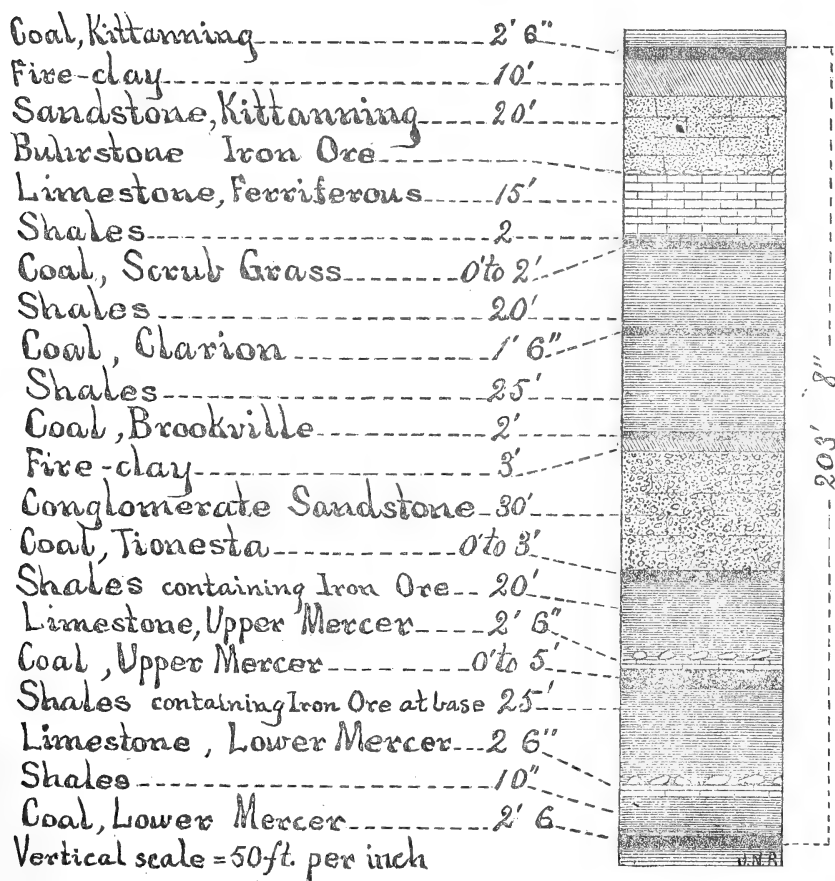 Coal, Kittanning 2' 6"
Fire-clay 10'
Sandstone, Kittanning 20'
Buhrstone Iron Ore
Limestone, Ferriferous 15'
Shales 2
Coal, Scrub Grass 0' to 2'
Shales 20'
Coal, Clarion 1' 6"
Shales 25'
Coal, Brookville 2'
Fire-clay 3'
Conglomerate Sandstone 30'
Coal, Tionesta 0' to 3'
Shales containing Iron Ore 20'
Limestone, Upper Mercer 2' 6"
Coal, Upper Mercer 0' to 5'
Shales containing Iron Ore at base 25'
Limestone, Lower Mercer 2 6"
Shales 10"
Coal, Lower Mercer 2' 6
Vertical scale = 50 ft. per inch
203' 8"
J.N.R